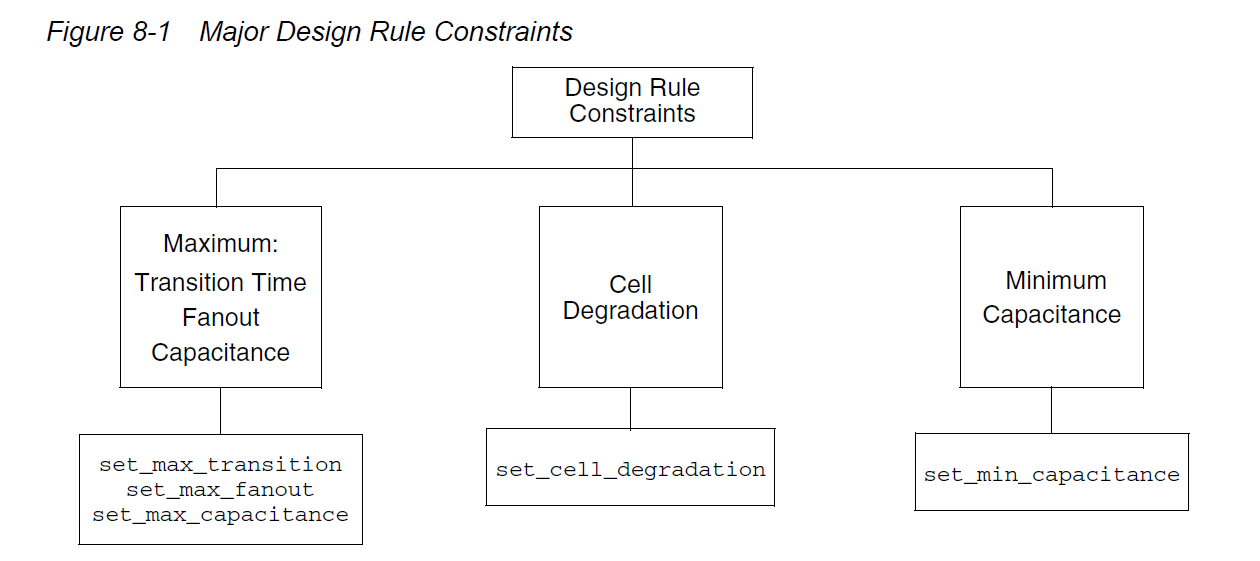 Figure 8-1 Major Design Rule Constraints
Design Rule
Constraints
Maximum:
Transition Time
Fanout
Capacitance
Cell
Degradation
Minimum
Capacitance
set_max_transition
set_max_fanout
set_max_capacitance
set_cell_degradation
set_min_capacitance